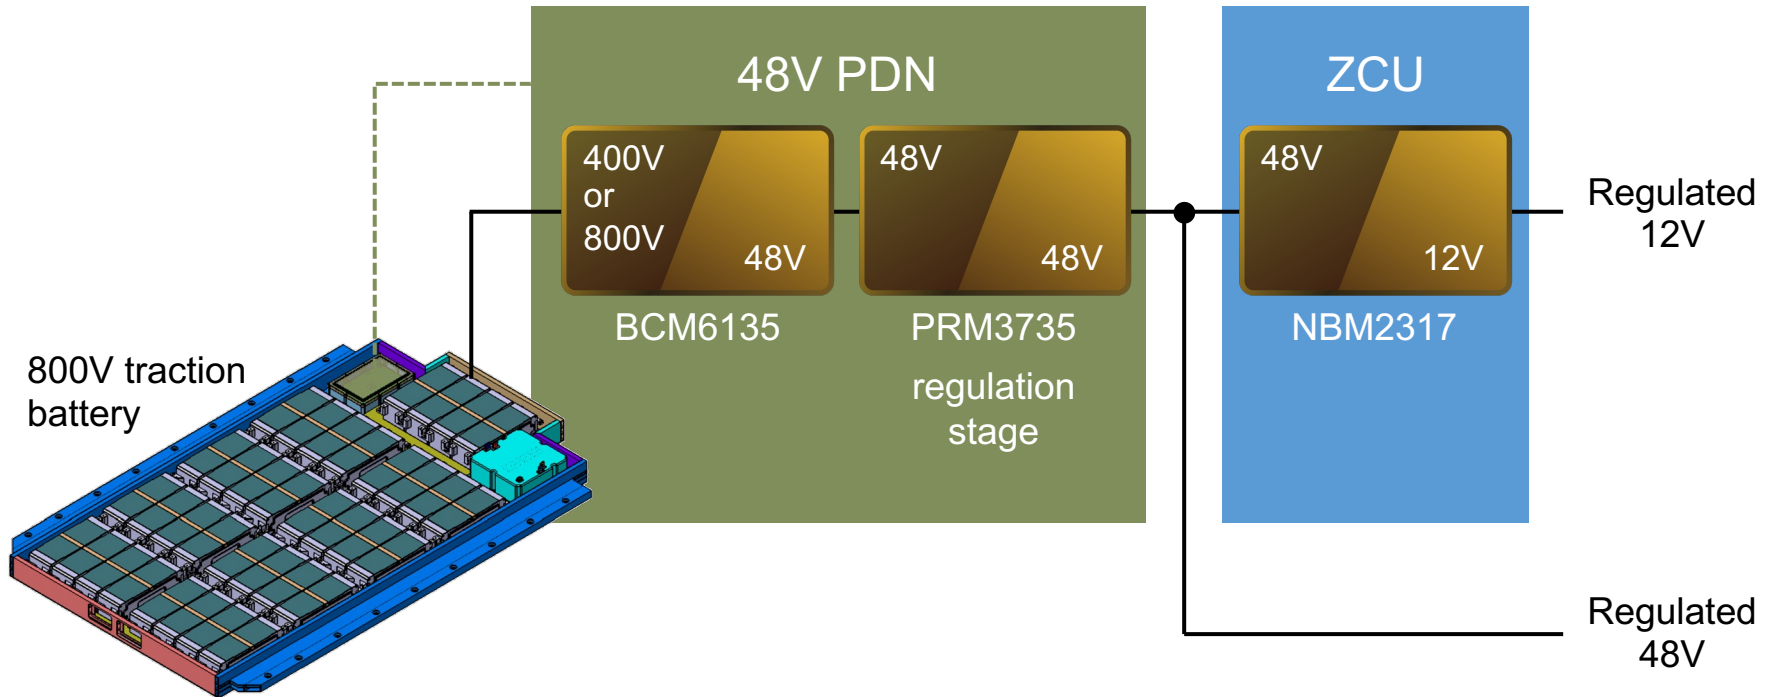 48V PDN
ZCU
400V
or
800V
48V
48V
48V
48V
12V
Regulated
12V
BCM6135
PRM3735
NBM2317
regulation
stage
800V traction
battery
Regulated
48V